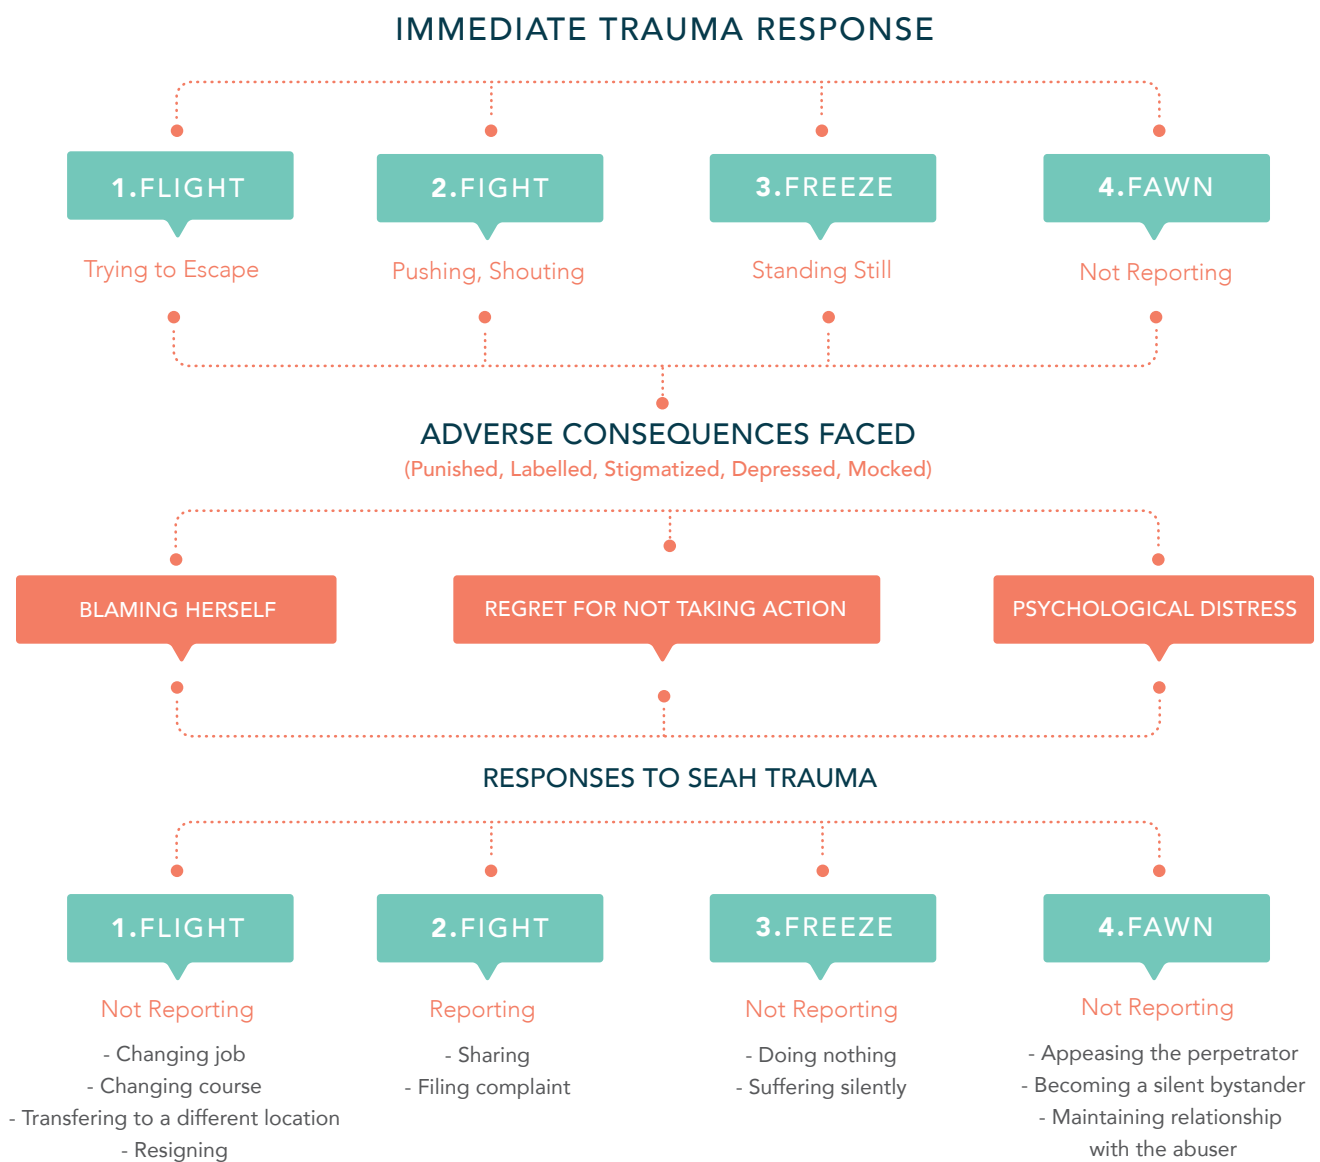 IMMEDIATE TRAUMA RESPONSE
1.FLIGHT
2.FIGHT
3.FREEZE
4.FAWN
Trying to Escape
Pushing, Shouting
Standing Still
Not Reporting
ADVERSE CONSEQUENCES FACED
(Punished, Labelled, Stigmatized, Depressed, Mocked)
BLAMING HERSELF
REGRET FOR NOT TAKING ACTION
PSYCHOLOGICAL DISTRESS
RESPONSES TO SEAH TRAUMA
1.FLIGHT
Not Reporting
- Changing job
- Changing course
- Transfering to a different location
- Resigning
2.FIGHT
Reporting
- Sharing
- Filing complaint
3.FREEZE
Not Reporting
- Doing nothing
- Suffering silently
4.FAWN
Not Reporting
- Appeasing the perpetrator
- Becoming a silent bystander
- Maintaining relationship
with the abuser